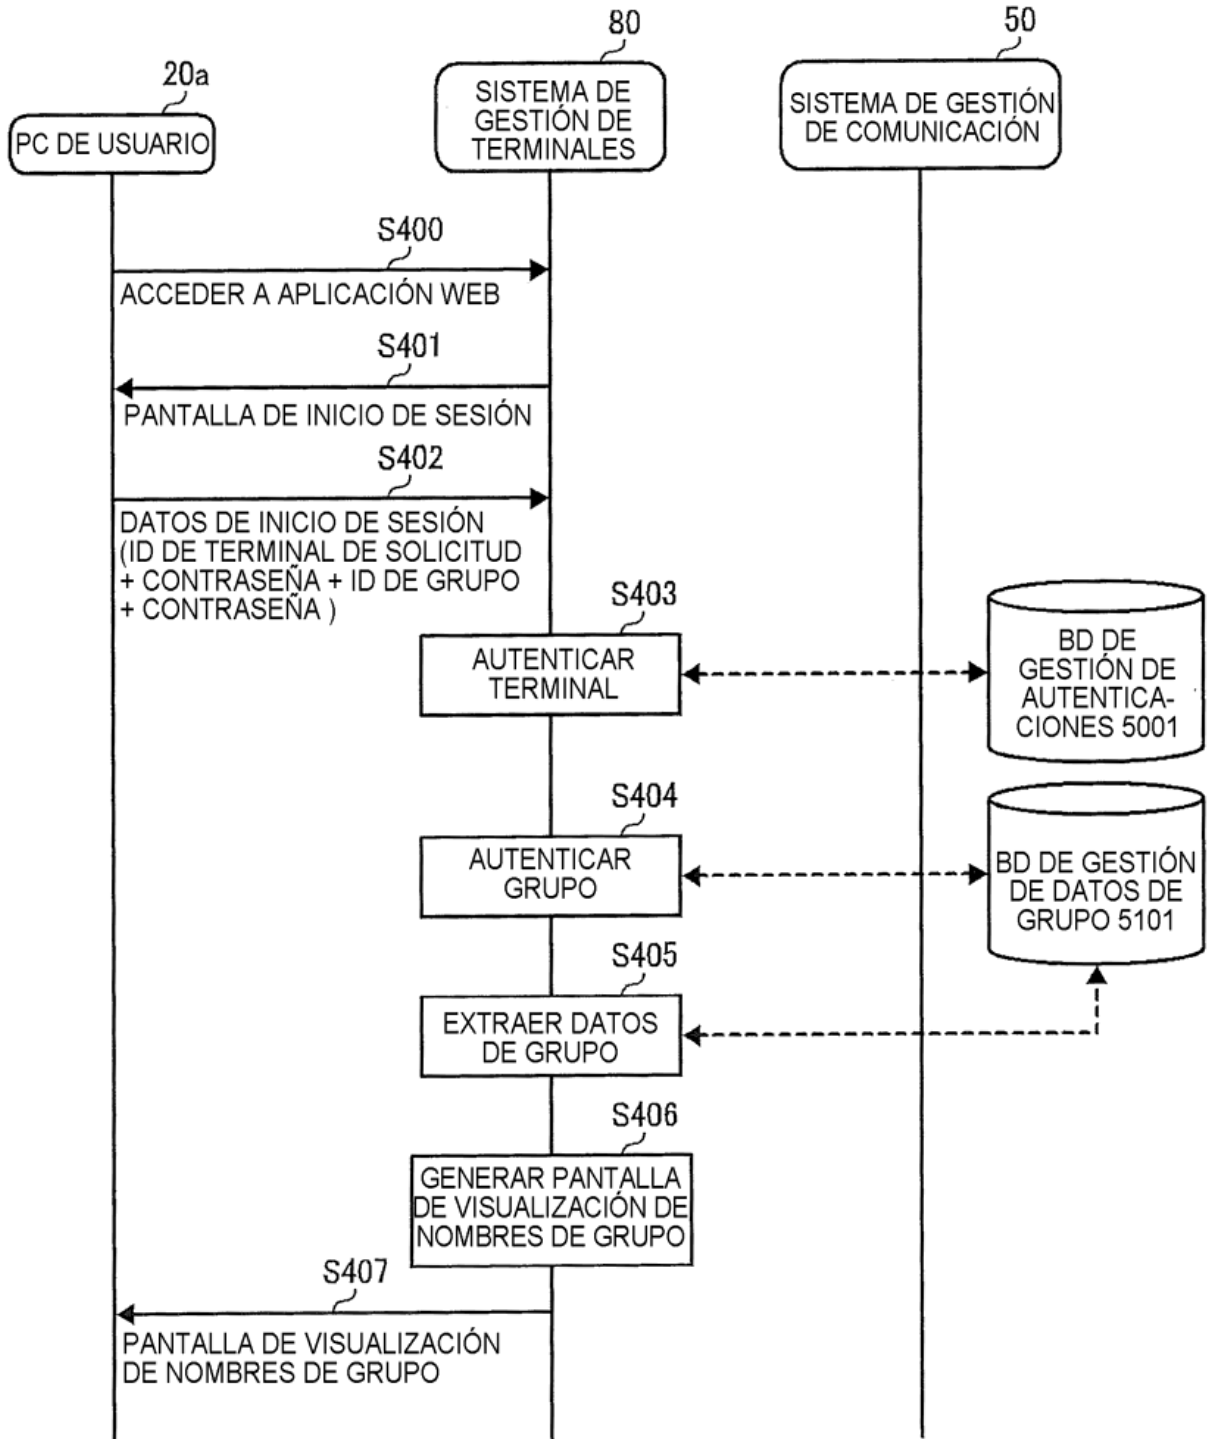 80
50
20a
SISTEMA DE
GESTIÓN DE
TERMINALES
SISTEMA DE GESTIÓN
DE COMUNICACIÓN
PC DE USUARIO
S400
ACCEDER A APLICACIÓN WEB
S401
PANTALLA DE INICIO DE SESIÓN
S402
DATOS DE INICIO DE SESIÓN
(ID DE TERMINAL DE SOLICITUD
+ CONTRASEÑA + ID DE GRUPO
+ CONTRASEÑA )
S403
AUTENTICAR
TERMINAL
BD DE
GESTIÓN DE
AUTENTICA-
CIONES 5001
S404
AUTENTICAR
GRUPO
BD DE GESTIÓN
DE DATOS DE
GRUPO 5101
S405
EXTRAER DATOS
DE GRUPO
S406
GENERAR PANTALLA
DE VISUALIZACIÓN DE
NOMBRES DE GRUPO
S407
PANTALLA DE VISUALIZACIÓN
DE NOMBRES DE GRUPO